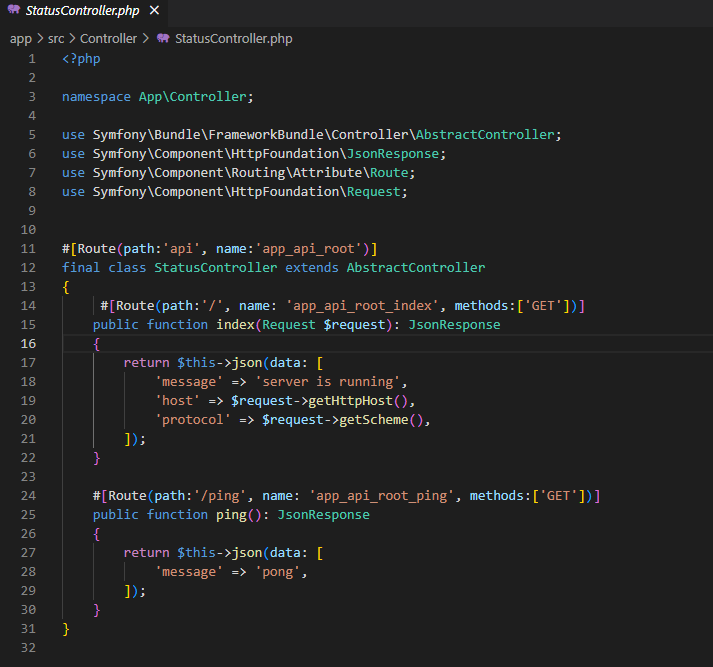 StatusController.php ×
app > src > Controller > StatusController.php
1 <?php
2
3 namespace App\Controller;
4
5 use Symfony\Bundle\FrameworkBundle\Controller\AbstractController;
6 use Symfony\Component\HttpFoundation\JsonResponse;
7 use Symfony\Component\Routing\Attribute\Route;
8 use Symfony\Component\HttpFoundation\Request;
9
10
11 #[Route(path:'api', name:'app_api_root')]
12 final class StatusController extends AbstractController
13 {
14      #[Route(path:'/', name: 'app_api_root_index', methods:['GET'])]
15     public function index(Request $request): JsonResponse
16     {
17         return $this->json(data: [
18             'message' => 'server is running',
19             'host' => $request->getHttpHost(),
20             'protocol' => $request->getScheme(),
21         ]);
22     }
23
24     #[Route(path:'/ping', name: 'app_api_root_ping', methods:['GET'])]
25     public function ping(): JsonResponse
26     {
27         return $this->json(data: [
28             'message' => 'pong',
29         ]);
30     }
31 }
32